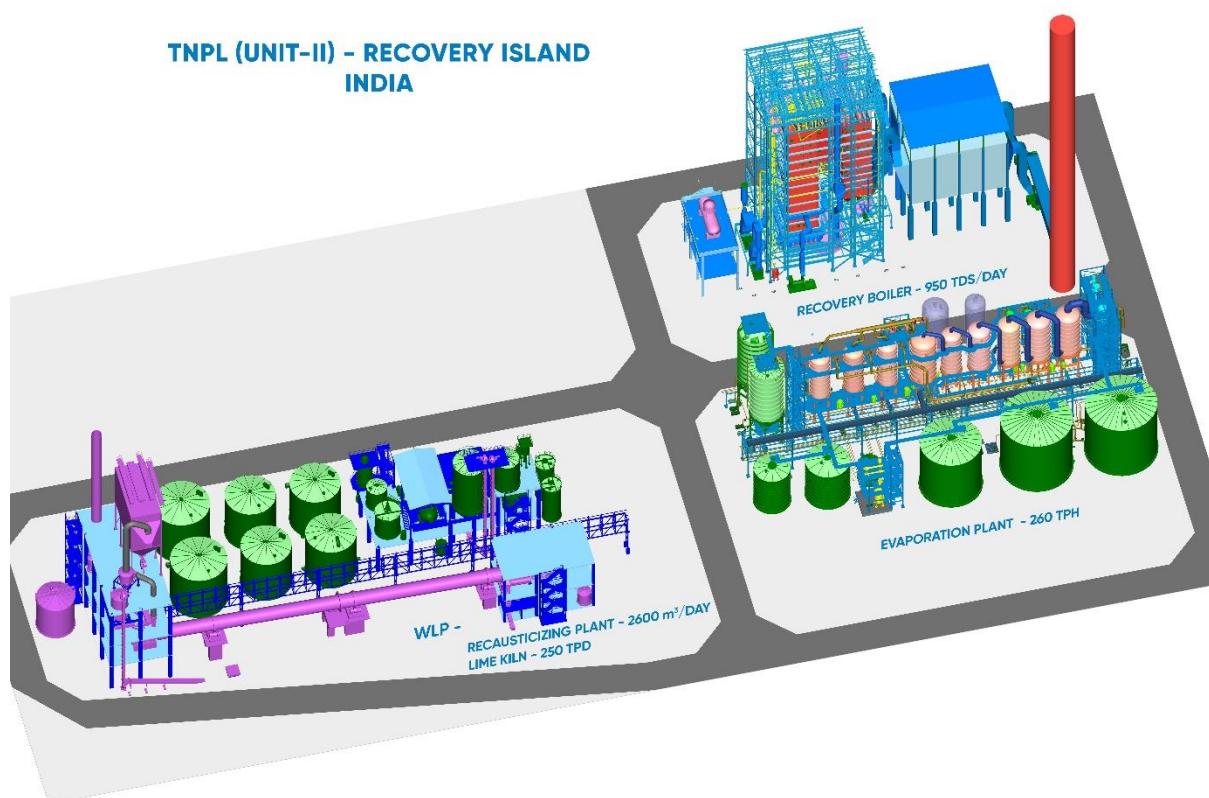 TNPL (UNIT-II) - RECOVERY ISLAND
INDIA
RECOVERY BOILER - 950 TDS/DAY
EVAPORATION PLANT - 260 TPH
WLP - RECAUSTICIZING PLANT - 2600 m³/DAY
LIME KILN - 250 TPD